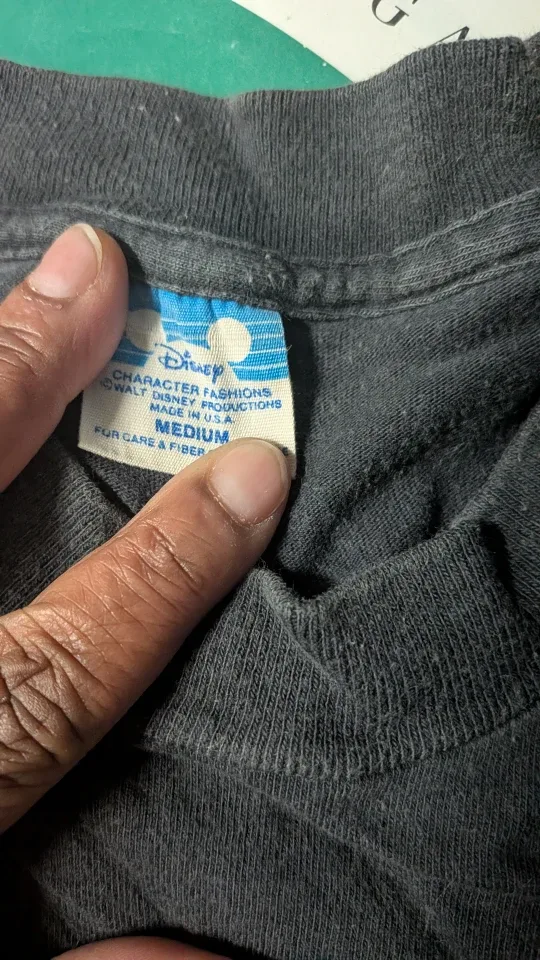 G A
Disney
CHARACTER FASHIONS
©WALT DISNEY PRODUCTIONS
MADE IN U.S.A.
MEDIUM
FOR CARE & FIBER